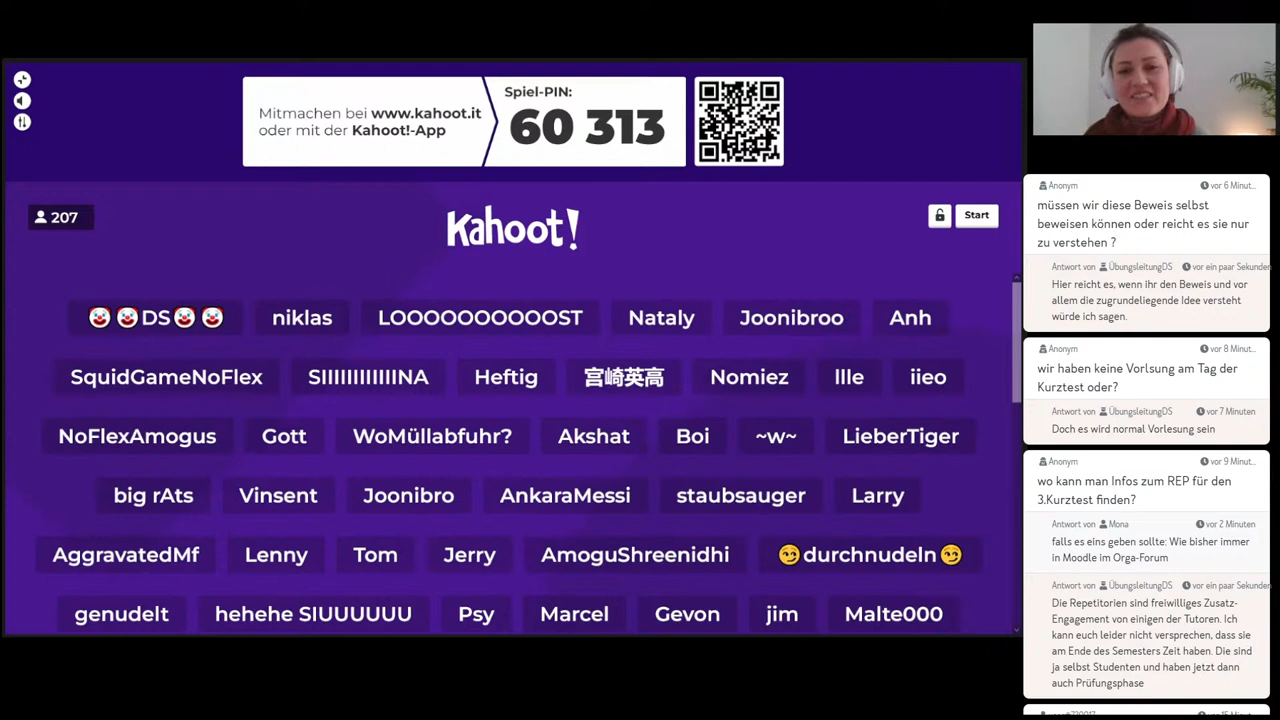 Mitmachen bei www.kahoot.it
oder mit der Kahoot!-App
Spiel-PIN:
60 313
207
Kahoot!
Start
🤡🤡DS🤡🤡 niklas LOOOOOOOOOOST Nataly Joonibroo Anh
SquidGameNoFlex SIIIIIIIIIIIINA Heftig 宮崎英高 Nomiez llle iieo
NoFlexAmogus Gott WoMüllabfuhr? Akshat Boi ~w~ LieberTiger
big rAts Vinsent Joonibro AnkaraMessi staubsauger Larry
AggravatedMf Lenny Tom Jerry AmoguShreenidhi 😏durchnudeln😏
genudelt hehehe SIUUUUUU Psy Marcel Gevon jim Malte000
Anonym vor 6 Minut...
müssen wir diese Beweis selbst
beweisen können oder reicht es sie nur
zu verstehen ?
Antwort von ÜbungsleitungDS vor ein paar Sekunden
Hier reicht es, wenn ihr den Beweis und vor
allem die zugrundeliegende Idee versteht
würde ich sagen.
Anonym vor 8 Minut...
wir haben keine Vorlsung am Tag der
Kurztest oder?
Antwort von ÜbungsleitungDS vor 7 Minuten
Doch es wird normal Vorlesung sein
Anonym vor 9 Minut...
wo kann man Infos zum REP für den
3.Kurztest finden?
Antwort von Mona vor 2 Minuten
falls es eins geben sollte: Wie bisher immer
in Moodle im Orga-Forum
Antwort von ÜbungsleitungDS vor ein paar Sekunden
Die Repetitorien sind freiwilliges Zusatz-
Engagement von einigen der Tutoren. Ich
kann euch leider nicht versprechen, dass sie
am Ende des Semesters Zeit haben. Die sind
ja selbst Studenten und haben jetzt dann
auch Prüfungsphase